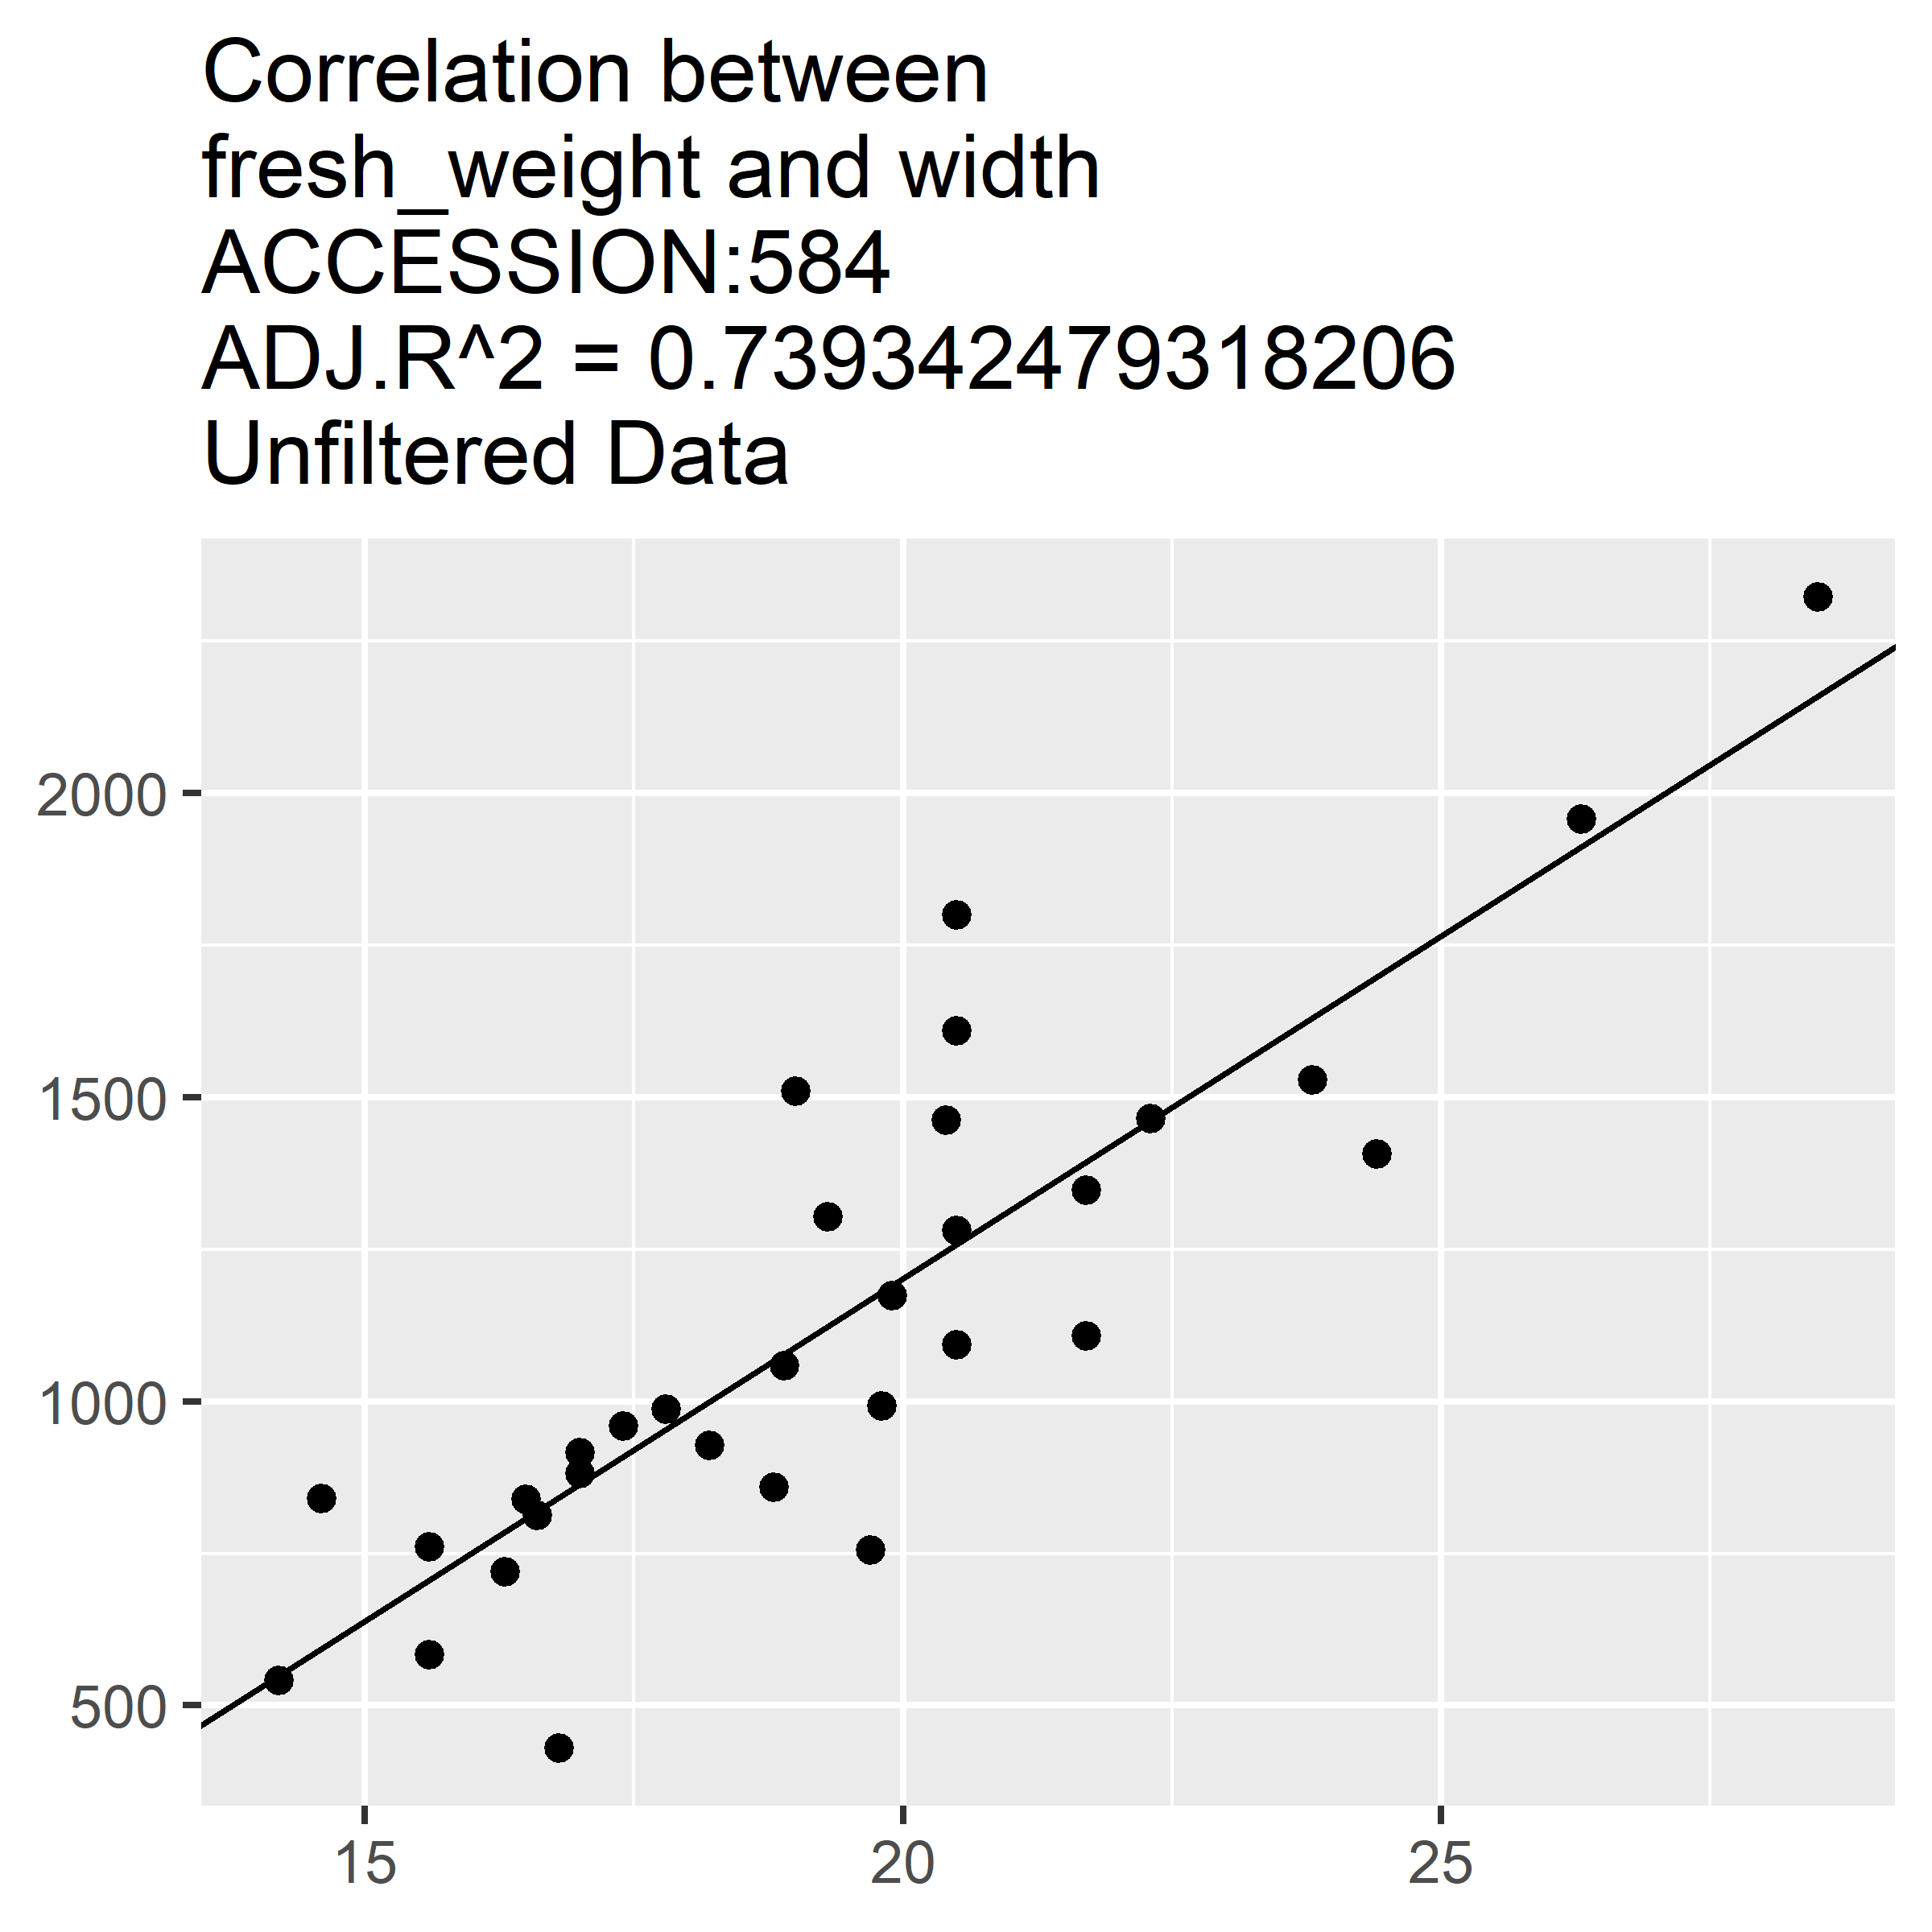 Correlation between
fresh_weight and width
ACCESSION:584
ADJ.R^2 = 0.739342479318206
Unfiltered Data
2000
1500
1000
500
15 20 25